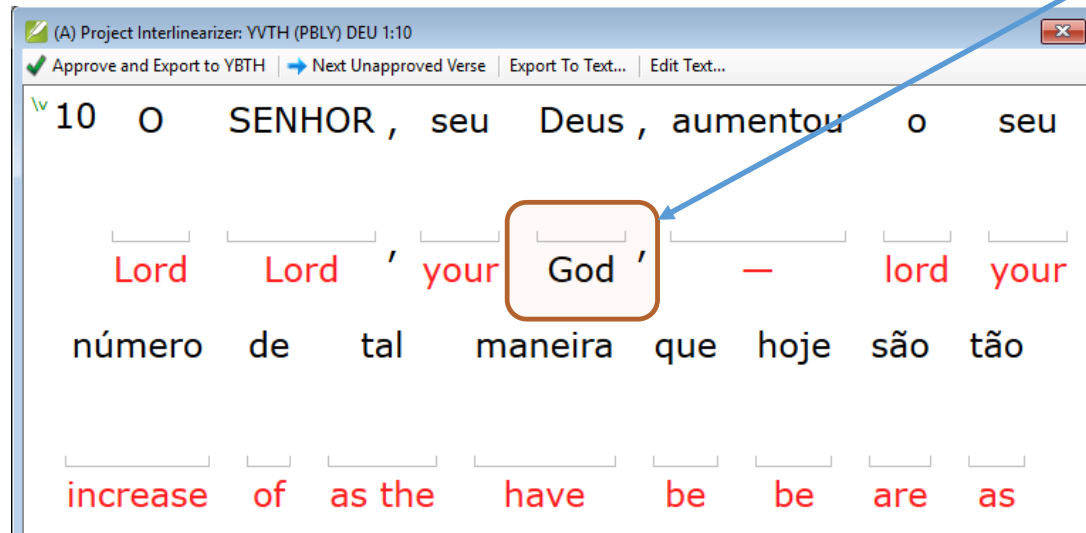 (A) Project Interlinearizer: YVTH (PBLY) DEU 1:10
Approve and Export to YBTH Next Unapproved Verse Export To Text... Edit Text...
\v 10 O SENHOR , seu Deus , aumentou o seu
Lord Lord , your God , — lord your
número de tal maneira que hoje são tão
increase of as the have be be are as